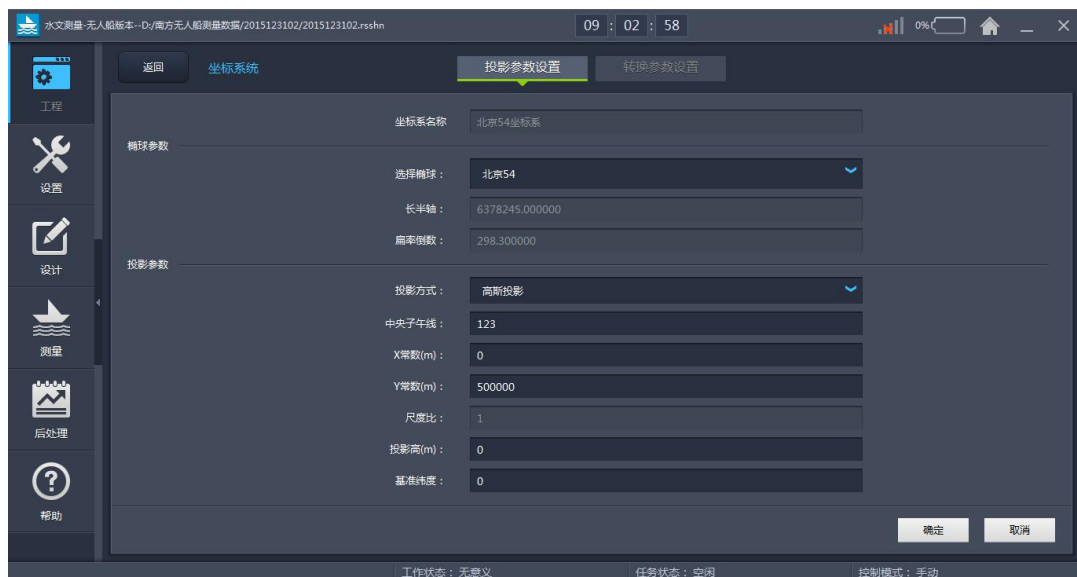 水文测量-无人船版本--D:/南方无人船测量数据/2015123102/2015123102.rsshn
09 : 02 : 58
0%
返回
坐标系统
投影参数设置
转换参数设置
工程
设置
设计
测量
后处理
帮助
坐标系名称 北京54坐标系
椭球参数
选择椭球： 北京54
长半轴： 6378245.000000
扁率倒数： 298.300000
投影参数
投影方式： 高斯投影
中央子午线： 123
X常数(m)： 0
Y常数(m)： 500000
尺度比： 1
投影高(m)： 0
基准纬度： 0
确定
取消
工作状态：无意义
任务状态：空闲
控制模式：手动